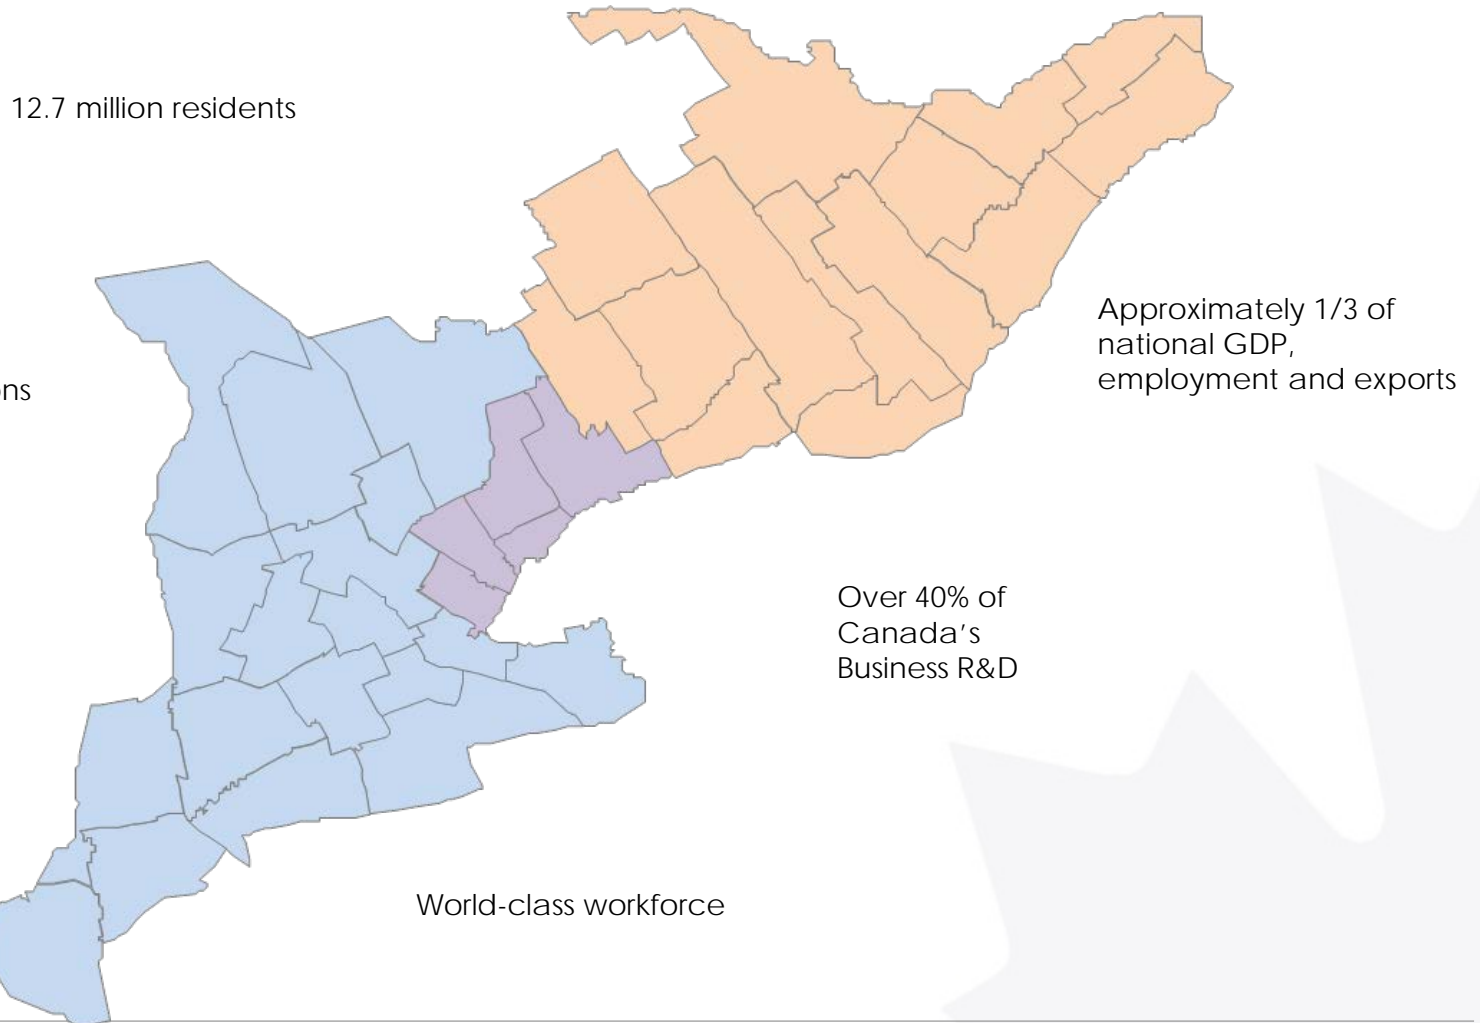 12.7 million residents
Approximately 1/3 of
national GDP,
employment and exports
Over 40% of
Canada's
Business R&D
World-class workforce